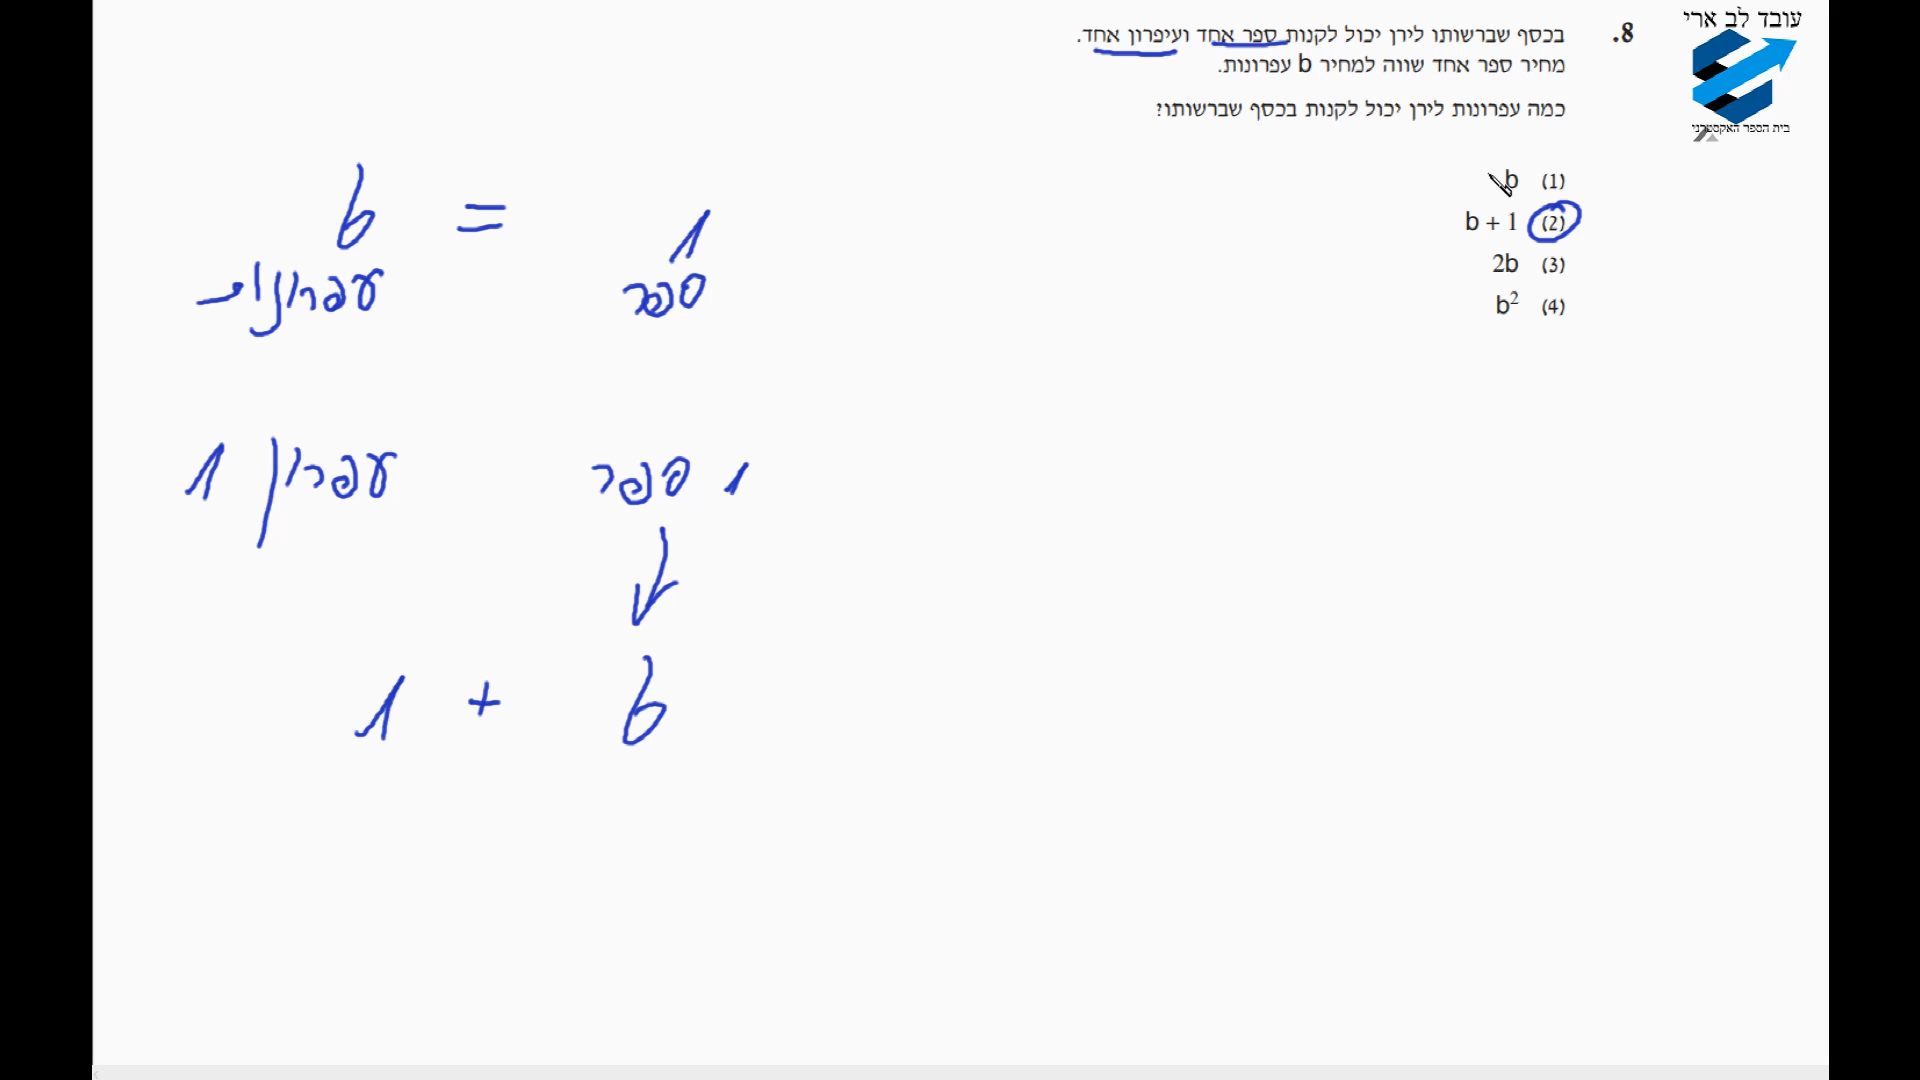 עובד לב ארי
בית הספר האקסטרני
8. בכסף שברשותו לירן יכול לקנות ספר אחד ועיפרון אחד.
מחיר ספר אחד שווה למחיר b עפרונות.
כמה עפרונות לירן יכול לקנות בכסף שברשותו?
(1) b
(2) b + 1
(3) 2b
(4) b²
b = 1
עפרונות ספר
1 ספר עפרון 1
1 + b